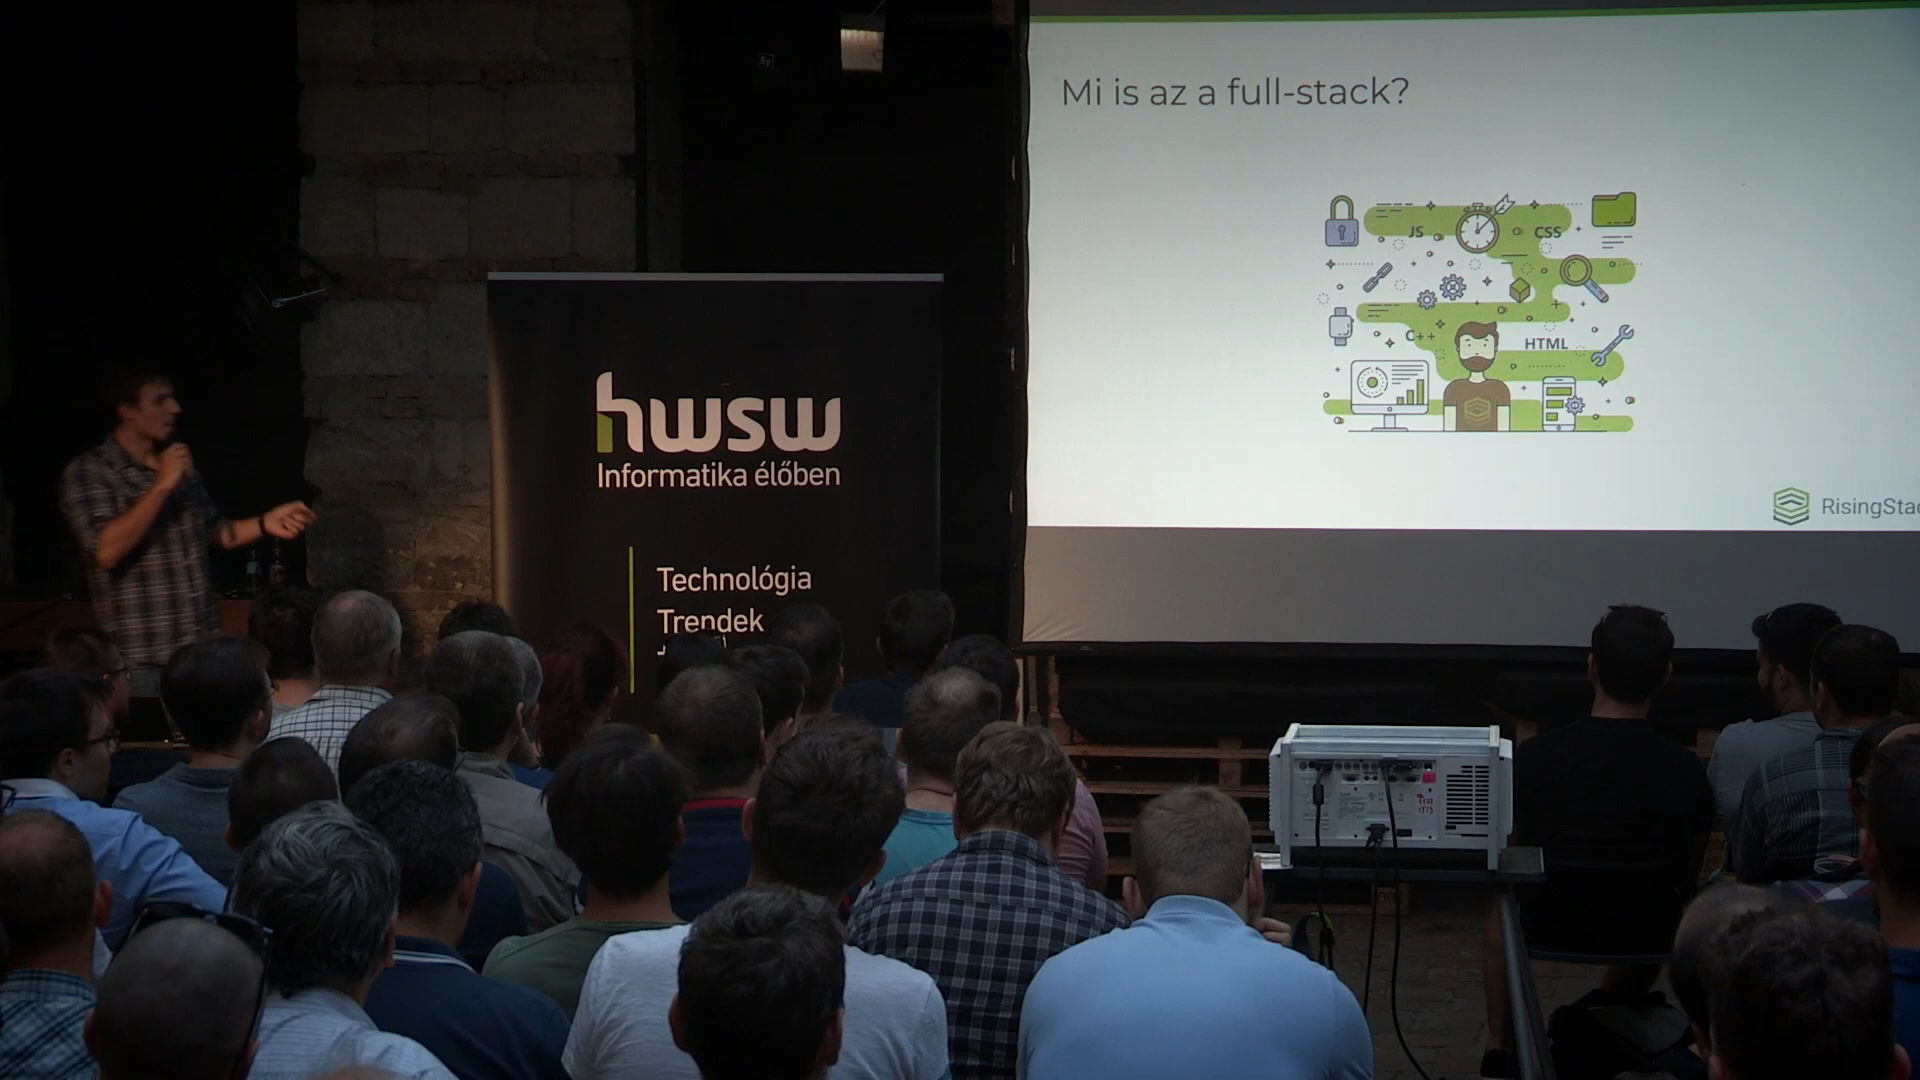 Mi is az a full-stack?
JS
CSS
C++
HTML
RisingStac
hwsw
Informatika élőben
Technológia
Trendek